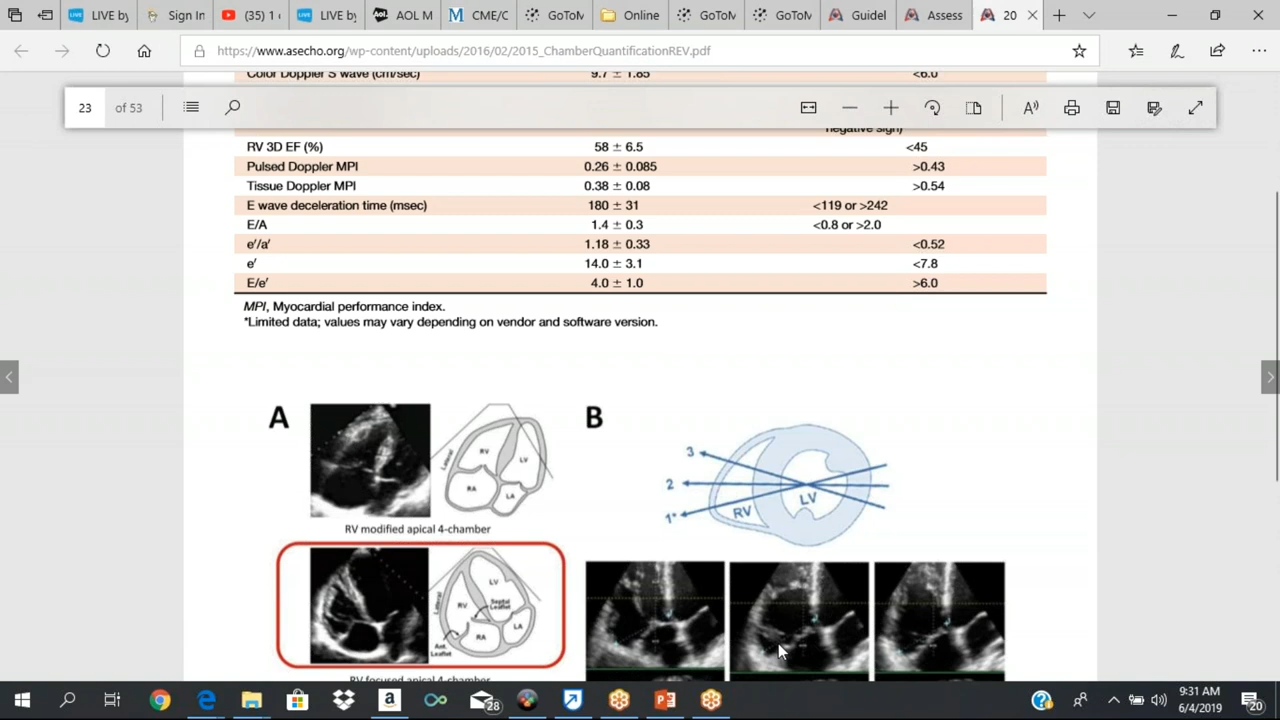 LIVE by
Sign In
(35) 1
LIVE by
Aol. AOL M
M CME/C
GoToM
Online
GoToM
GoToM
Guidel
Assess
20
https://www.asecho.org/wp-content/uploads/2016/02/2015_ChamberQuantificationREV.pdf
Color Doppler S wave (cm/sec) 9.7 ± 1.85 <6.0
23 of 53
negative sign)
RV 3D EF (%) 58 ± 6.5 <45
Pulsed Doppler MPI 0.26 ± 0.085 >0.43
Tissue Doppler MPI 0.38 ± 0.08 >0.54
E wave deceleration time (msec) 180 ± 31 <119 or >242
E/A 1.4 ± 0.3 <0.8 or >2.0
e′/a′ 1.18 ± 0.33 <0.52
e′ 14.0 ± 3.1 <7.8
E/e′ 4.0 ± 1.0 >6.0
MPI, Myocardial performance index.
*Limited data; values may vary depending on vendor and software version.
A
Lateral
RV
LV
RA
LA
RV modified apical 4-chamber
Lateral
LV
RV
Septal
Leaflet
LA
RA
Ant.
Leaflet
RV focused apical 4-chamber
B
3
2
1*
RV
LV
28
9:31 AM
6/4/2019
20